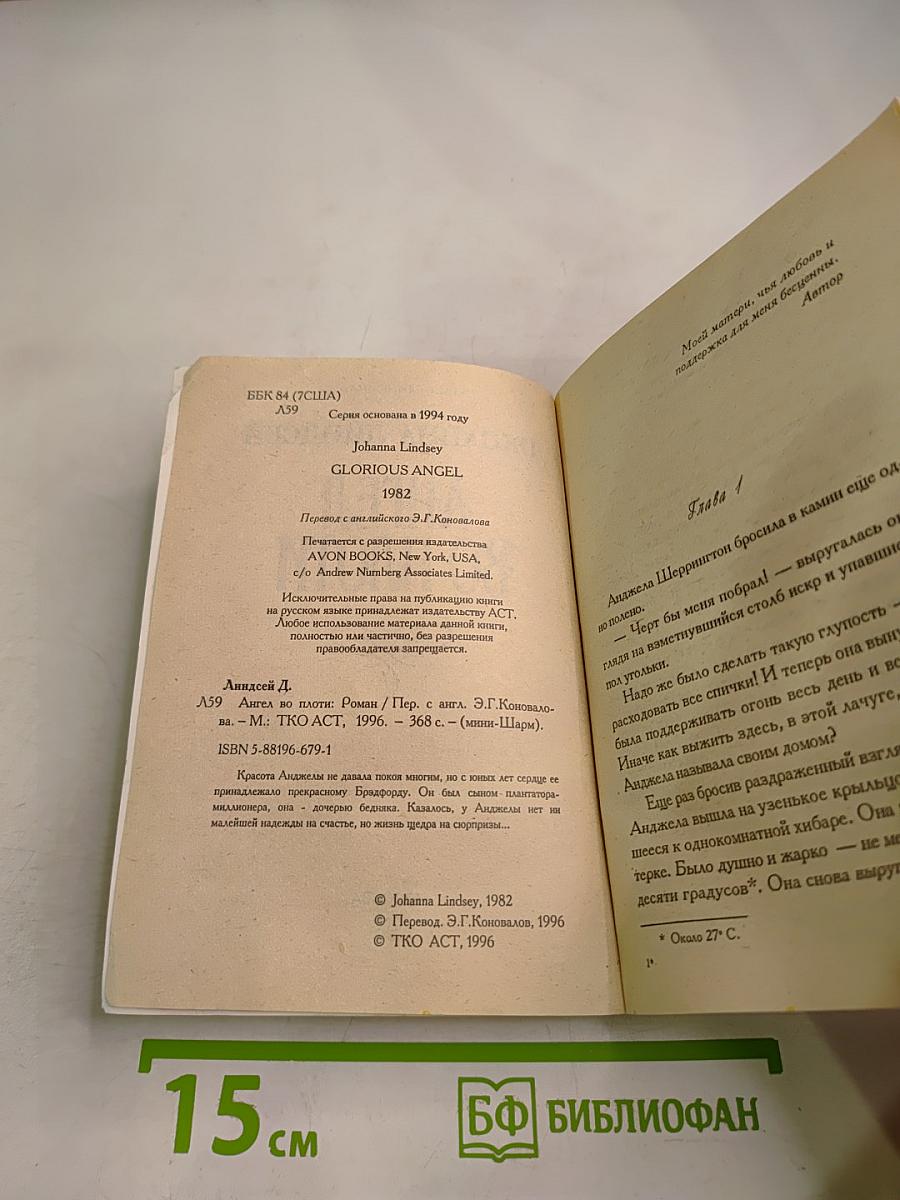 ББК 84 (7США)
Л59
Серия основана в 1994 году
Johanna Lindsey
GLORIOUS ANGEL
1982
Перевод с английского Э.Г.Коновалова
Печатается с разрешения издательства
AVON BOOKS, New York, USA,
c/o Andrew Nurnberg Associates Limited.
Исключительные права на публикацию книги
на русском языке принадлежат издательству АСТ.
Любое использование материала данной книги,
полностью или частично, без разрешения
правообладателя запрещается.
Линдсей Д.
Л59 Ангел во плоти: Роман / Пер. с англ. Э.Г.Коновало-
ва. – М.: ТКО АСТ, 1996. – 368 с. – (мини-Шарм).
ISBN 5-88196-679-1
Красота Анджелы не давала покоя многим, но с юных лет сердце ее
принадлежало прекрасному Брэдфорду. Он был сыном плантатора-
миллионера, она - дочерью бедняка. Казалось, у Анджелы нет ни
малейшей надежды на счастье, но жизнь щедра на сюрпризы...
© Johanna Lindsey, 1982
© Перевод. Э.Г.Коновалов, 1996
© ТКО АСТ, 1996
Моей матери, чья любовь и
поддержка для меня бесценны.
Автор
Глава 1
Анджела Шеррингтон бросила в камин еще од
но полено.
— Черт бы меня побрал! — выругалась о
глядя на взметнувшийся столб искр и упавшие
пол угольки.
Надо же было сделать такую глупость —
расходовать все спички! И теперь она вын
была поддерживать огонь весь день и вс
Иначе как выжить здесь, в этой лачуге,
Анджела называла своим домом?
Еще раз бросив раздраженный взгля
Анджела вышла на узенькое крыльцо
шееся к однокомнатной хибаре. Она
терке. Было душно и жарко — не ме
десяти градусов*. Она снова выруг
* Около 27° С.
1*
15 см
БФ БИБЛИОФАН